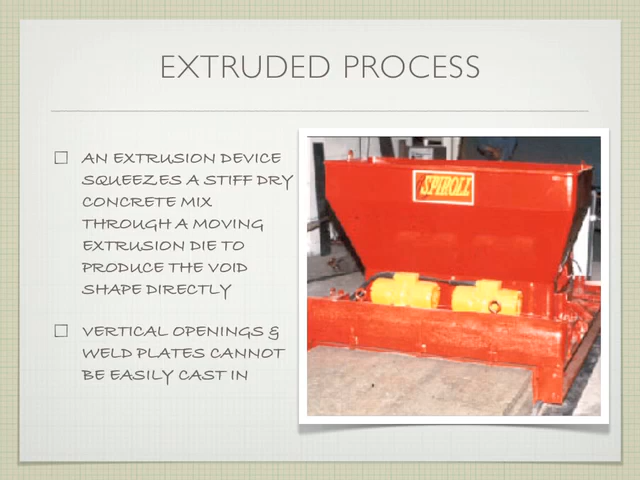 EXTRUDED PROCESS
AN EXTRUSION DEVICE
SQUEEZES A STIFF DRY
CONCRETE MIX
THROUGH A MOVING
EXTRUSION DIE TO
PRODUCE THE VOID
SHAPE DIRECTLY
VERTICAL OPENINGS &
WELD PLATES CANNOT
BE EASILY CAST IN
SPIROLL